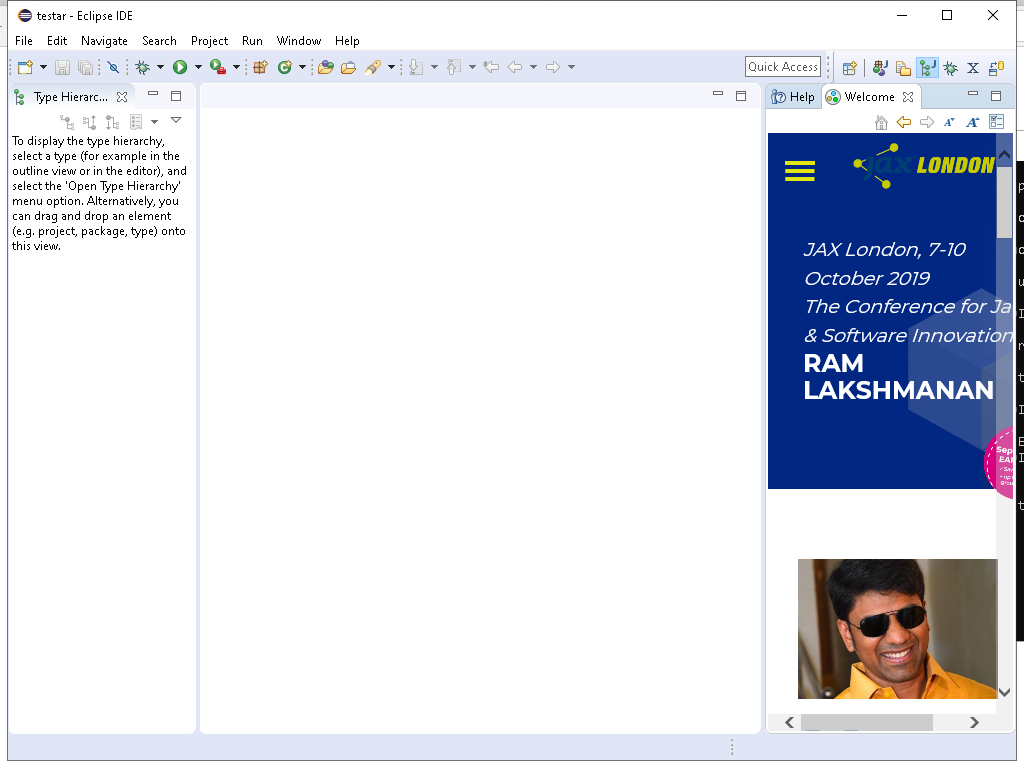 testar - Eclipse IDE
File Edit Navigate Search Project Run Window Help
Quick Access
Type Hierarc...
To display the type hierarchy,
select a type (for example in the
outline view or in the editor), and
select the 'Open Type Hierarchy'
menu option. Alternatively, you
can drag and drop an element
(e.g. project, package, type) onto
this view.
Help Welcome
jax LONDON
JAX London, 7-10
October 2019
The Conference for Ja
& Software Innovation
RAM
LAKSHMANAN
Sep
EA